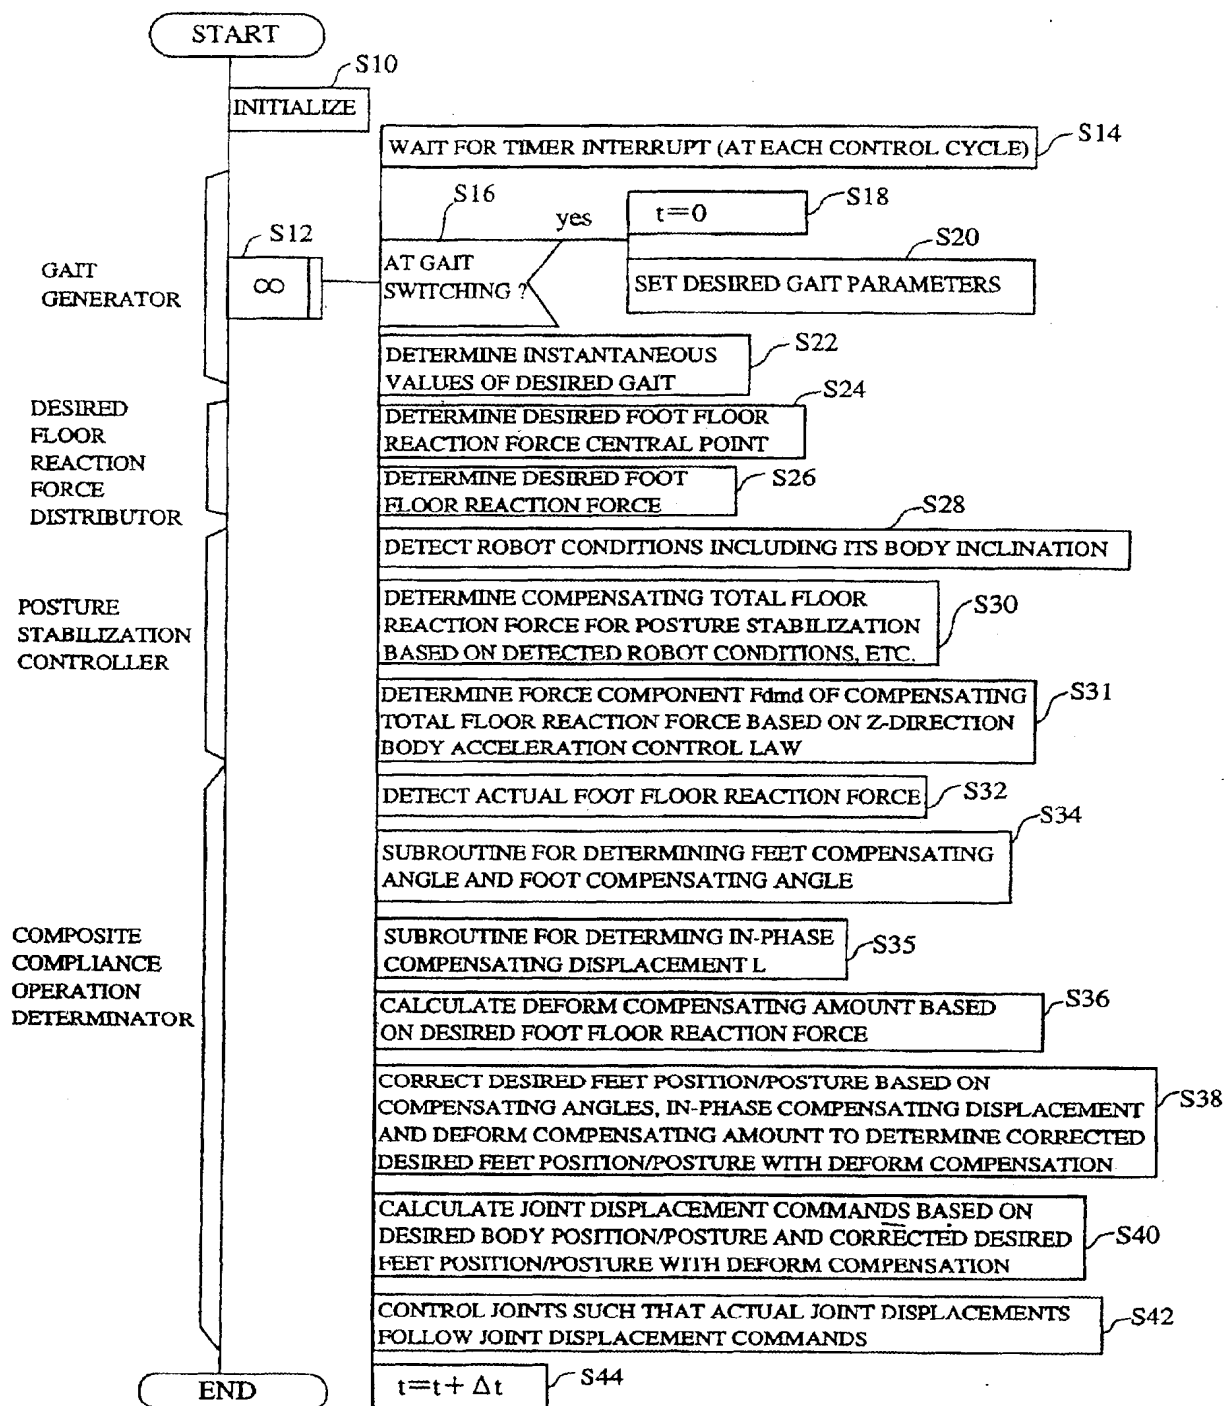 START
S10
INITIALIZE
WAIT FOR TIMER INTERRUPT (AT EACH CONTROL CYCLE)
S14
S16
yes
t=0
S18
S12
∞
AT GAIT
SWITCHING ?
S20
SET DESIRED GAIT PARAMETERS
GAIT
GENERATOR
DETERMINE INSTANTANEOUS
VALUES OF DESIRED GAIT
S22
DESIRED
FLOOR
REACTION
FORCE
DISTRIBUTOR
DETERMINE DESIRED FOOT FLOOR
REACTION FORCE CENTRAL POINT
S24
DETERMINE DESIRED FOOT
FLOOR REACTION FORCE
S26
S28
DETECT ROBOT CONDITIONS INCLUDING ITS BODY INCLINATION
POSTURE
STABILIZATION
CONTROLLER
DETERMINE COMPENSATING TOTAL FLOOR
REACTION FORCE FOR POSTURE STABILIZATION
BASED ON DETECTED ROBOT CONDITIONS, ETC.
S30
DETERMINE FORCE COMPONENT Fdmd OF COMPENSATING
TOTAL FLOOR REACTION FORCE BASED ON Z-DIRECTION
BODY ACCELERATION CONTROL LAW
S31
DETECT ACTUAL FOOT FLOOR REACTION FORCE
S32
S34
SUBROUTINE FOR DETERMINING FEET COMPENSATING
ANGLE AND FOOT COMPENSATING ANGLE
COMPOSITE
COMPLIANCE
OPERATION
DETERMINATOR
SUBROUTINE FOR DETERMING IN-PHASE
COMPENSATING DISPLACEMENT L
S35
CALCULATE DEFORM COMPENSATING AMOUNT BASED
ON DESIRED FOOT FLOOR REACTION FORCE
S36
CORRECT DESIRED FEET POSITION/POSTURE BASED ON
COMPENSATING ANGLES, IN-PHASE COMPENSATING DISPLACEMENT
AND DEFORM COMPENSATING AMOUNT TO DETERMINE CORRECTED
DESIRED FEET POSITION/POSTURE WITH DEFORM COMPENSATION
S38
CALCULATE JOINT DISPLACEMENT COMMANDS BASED ON
DESIRED BODY POSITION/POSTURE AND CORRECTED DESIRED
FEET POSITION/POSTURE WITH DEFORM COMPENSATION
S40
CONTROL JOINTS SUCH THAT ACTUAL JOINT DISPLACEMENTS
FOLLOW JOINT DISPLACEMENT COMMANDS
S42
END
t=t+ Δt
S44